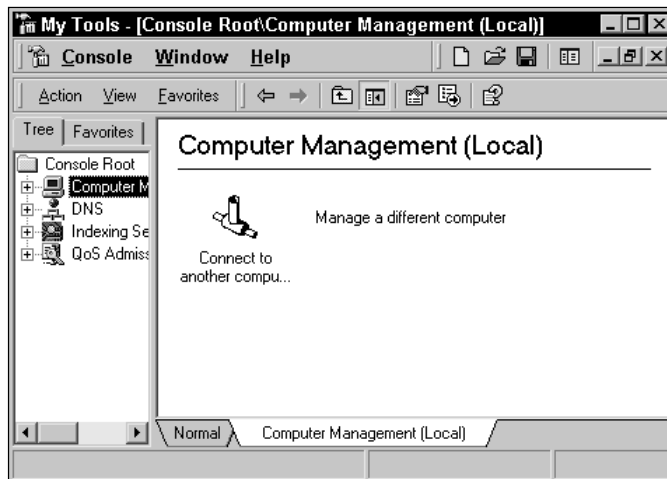 My Tools - [Console Root\Computer Management (Local)]
Console Window Help
Action View Favorites
Tree Favorites
Console Root
Computer M
DNS
Indexing Se
QoS Admiss
Computer Management (Local)
Connect to
another compu...
Manage a different computer
Normal
Computer Management (Local)